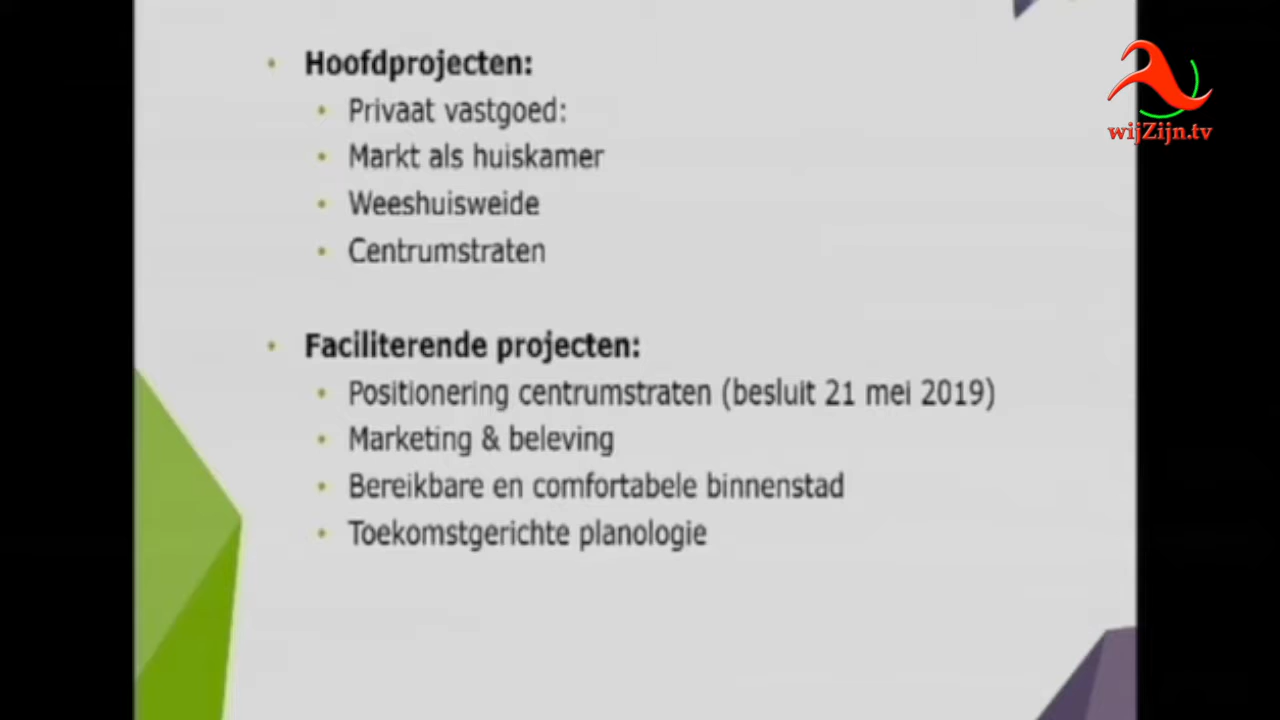 Hoofdprojecten:
Privaat vastgoed:
Markt als huiskamer
Weeshuisweide
Centrumstraten
Faciliterende projecten:
Positionering centrumstraten (besluit 21 mei 2019)
Marketing & beleving
Bereikbare en comfortabele binnenstad
Toekomstgerichte planologie
wijZijn.tv